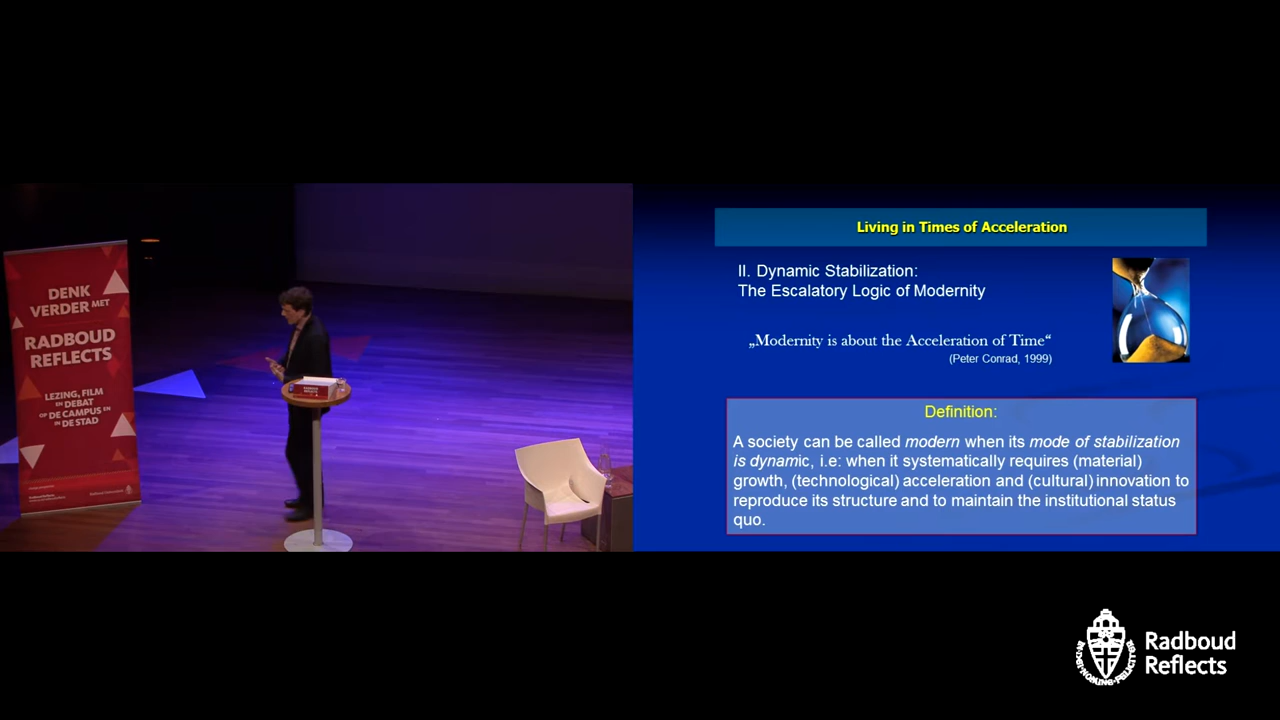 DENK
VERDER MET
RADBOUD
REFLECTS
LEZING, FILM
EN DEBAT
OP DE CAMPUS EN
IN DE STAD
Living in Times of Acceleration
II. Dynamic Stabilization:
The Escalatory Logic of Modernity
„Modernity is about the Acceleration of Time“
(Peter Conrad, 1999)
Definition:
A society can be called modern when its mode of stabilization
is dynamic, i.e: when it systematically requires (material)
growth, (technological) acceleration and (cultural) innovation to
reproduce its structure and to maintain the institutional status
quo.
Radboud
Reflects